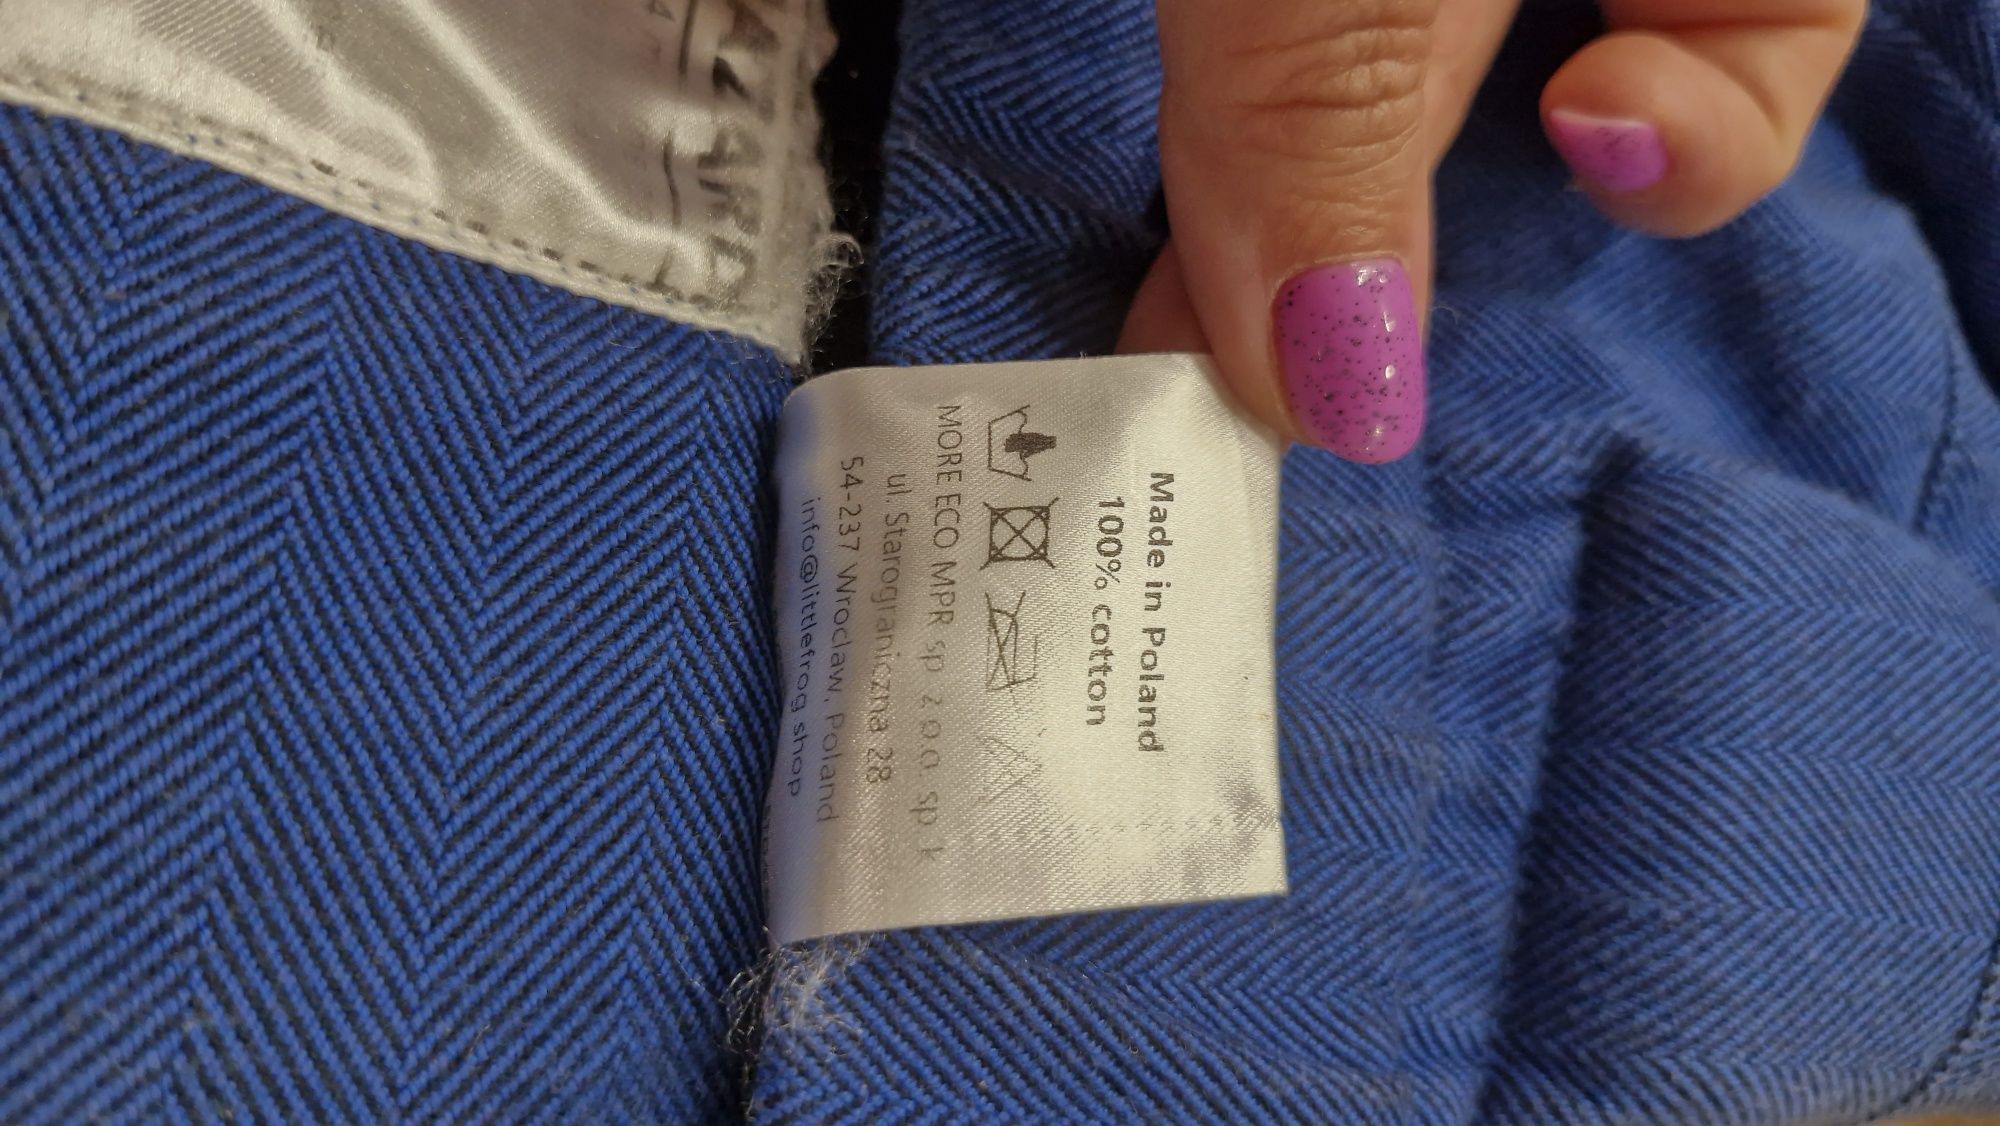 Made in Poland
100% cotton
MORE ECO MPR sp z o.o. sp k
ul. Starograniczna 28
54-237 Wrocław, Poland
info@littlefrog.shop